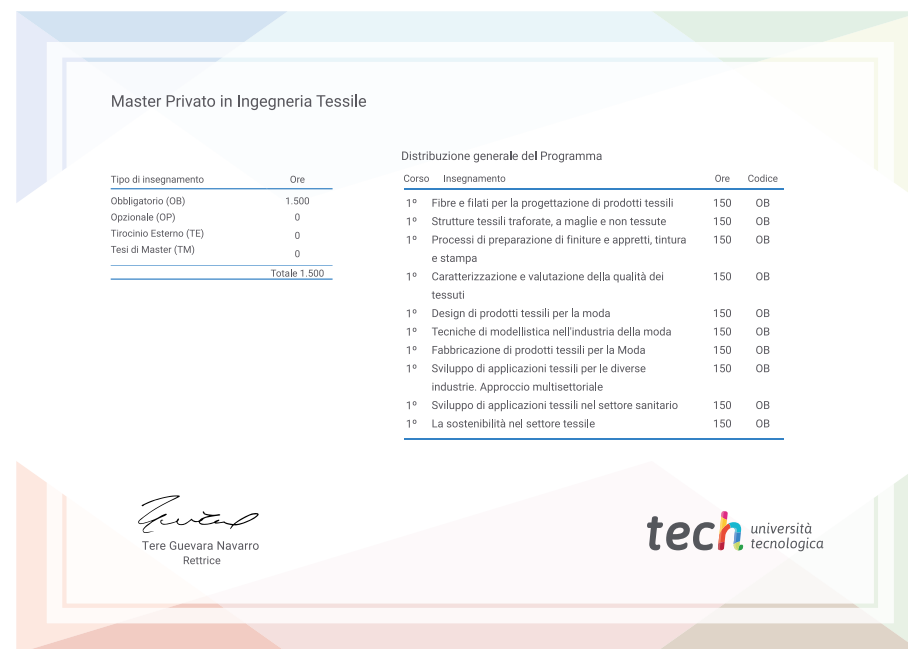 Master Privato in Ingegneria Tessile
Tipo di insegnamento Ore
Obbligatorio (OB) 1.500
Opzionale (OP) 0
Tirocinio Esterno (TE) 0
Tesi di Master (TM) 0
Totale 1.500
Distribuzione generale del Programma
Corso Insegnamento Ore Codice
1º Fibre e filati per la progettazione di prodotti tessili 150 OB
1º Strutture tessili traforate, a maglie e non tessute 150 OB
1º Processi di preparazione di finiture e appretti, tintura 150 OB
e stampa
1º Caratterizzazione e valutazione della qualità dei 150 OB
tessuti
1º Design di prodotti tessili per la moda 150 OB
1º Tecniche di modellistica nell'industria della moda 150 OB
1º Fabbricazione di prodotti tessili per la Moda 150 OB
1º Sviluppo di applicazioni tessili per le diverse 150 OB
industrie. Approccio multisettoriale
1º Sviluppo di applicazioni tessili nel settore sanitario 150 OB
1º La sostenibilità nel settore tessile 150 OB
Tere Guevara Navarro
Rettrice
tech università
tecnologica